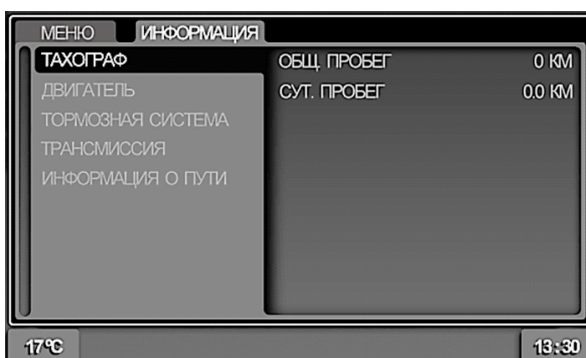 МЕНЮ ИНФОРМАЦИЯ
ТАХОГРАФ ОБЩ. ПРОБЕГ 0 КМ
ДВИГАТЕЛЬ СУТ. ПРОБЕГ 0.0 КМ
ТОРМОЗНАЯ СИСТЕМА
ТРАНСМИССИЯ
ИНФОРМАЦИЯ О ПУТИ
17°C 13:30